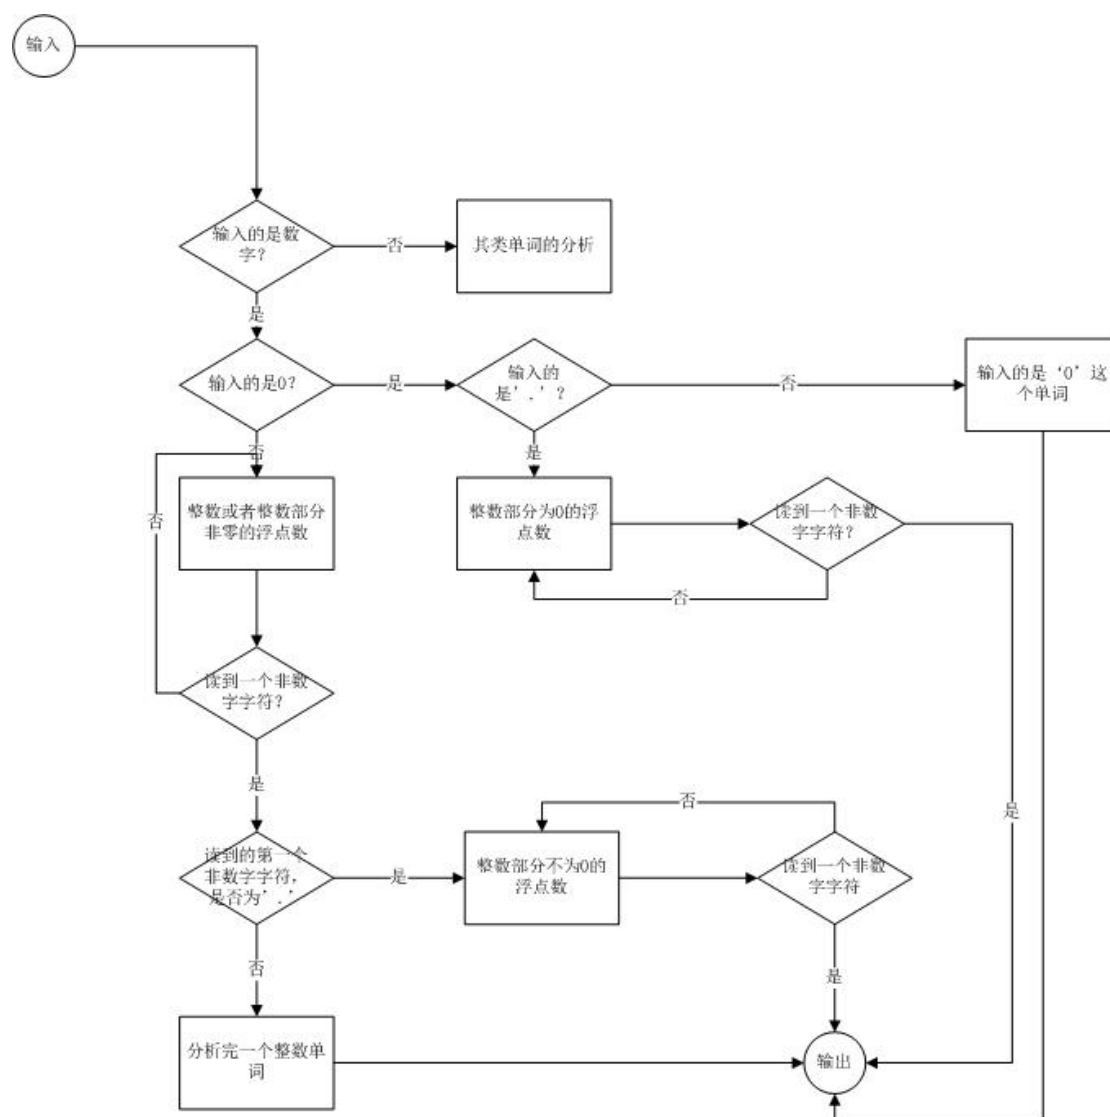 输入
输入的是数
字？
否
其类单词的分析
是
输入的是0？
是
输入的
是'.'？
否
输入的是‘0’这
个单词
否
是
否
整数或者整数部分
非零的浮点数
整数部分为0的浮
点数
读到一个非数
字字符？
否
读到一个非数
字字符？
是
否
是
读到的第一个
非数字字符，
是否为'.'
是
整数部分不为0的
浮点数
读到一个非数
字字符
否
是
分析完一个整数单
词
输出